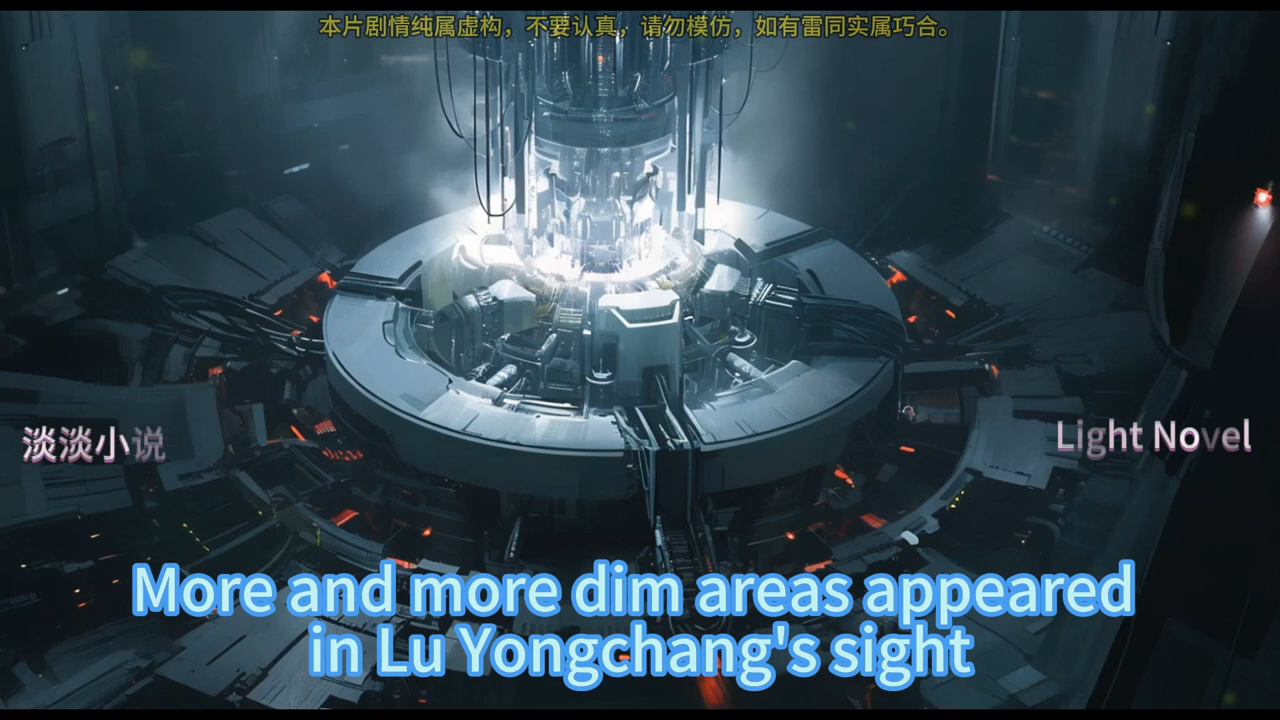 本片剧情纯属虚构，不要认真，请勿模仿，如有雷同实属巧合。
淡淡小说
Light Novel
More and more dim areas appeared
in Lu Yongchang's sight